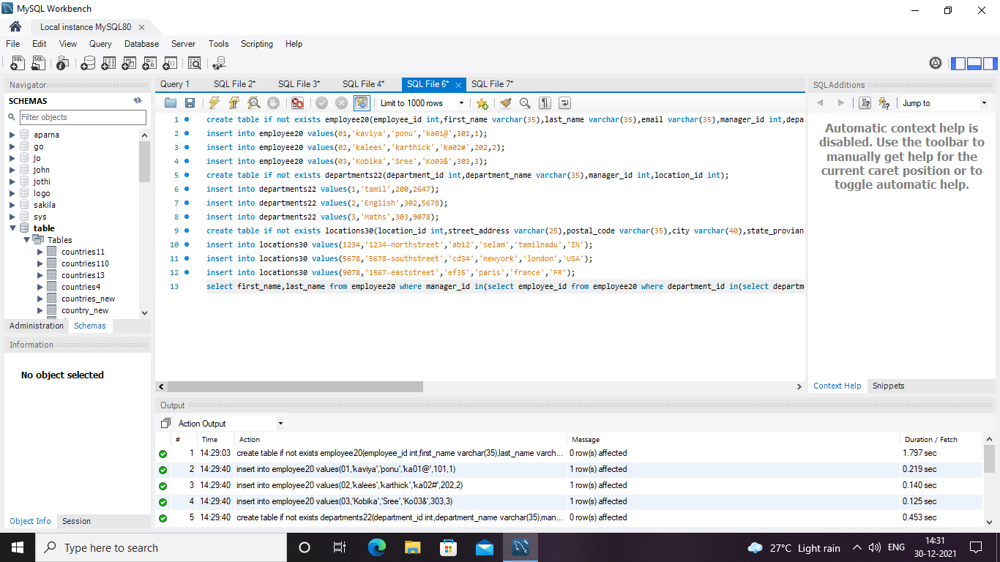 MySQL Workbench
Local instance MySQL80
File Edit View Query Database Server Tools Scripting Help
Navigator
SCHEMAS
Filter objects
aparna
go
jo
john
jothi
logo
sakila
sys
table
Tables
countries11
countries110
countries13
countries4
countries_new
country_new
Administration Schemas
Information
No object selected
Object Info Session
Query 1 SQL File 2* SQL File 3* SQL File 4* SQL File 6* SQL File 7*
Limit to 1000 rows
1 create table if not exists employee20(employee_id int,first_name varchar(35),last_name varchar(35),email varchar(35),manager_id int,depa
2 insert into employee20 values(01,'kaviya','ponu','ka01@',101,1);
3 insert into employee20 values(02,'kalees','karthick','ka02#',202,2);
4 insert into employee20 values(03,'Kobika','Sree','Ko03&',303,3);
5 create table if not exists departments22(department_id int,department_name varchar(35),manager_id int,location_id int);
6 insert into departments22 values(1,'tamil',200,2647);
7 insert into departments22 values(2,'English',302,5678);
8 insert into departments22 values(3,'Maths',303,9078);
9 create table if not exists locations30(location_id int,street_address varchar(25),postal_code varchar(35),city varchar(40),state_provian
10 insert into locations30 values(1234,'1234-northstreet','ab12','selam','tamilnadu','IN');
11 insert into locations30 values(5678,'5678-southstreet','cd34','newyork','london','USA');
12 insert into locations30 values(9078,'1567-eaststreet','ef35','paris','france','FR');
13 select first_name,last_name from employee20 where manager_id in(select employee_id from employee20 where department_id in(select departm
SQLAdditions
Jump to
Automatic context help is
disabled. Use the toolbar to
manually get help for the
current caret position or to
toggle automatic help.
Context Help Snippets
Output
Action Output
# Time Action Message Duration / Fetch
1 14:29:03 create table if not exists employee20(employee_id int,first_name varchar(35),last_name varch... 0 row(s) affected 1.797 sec
2 14:29:40 insert into employee20 values(01,'kaviya','ponu','ka01@',101,1) 1 row(s) affected 0.219 sec
3 14:29:40 insert into employee20 values(02,'kalees','karthick','ka02#',202,2) 1 row(s) affected 0.140 sec
4 14:29:40 insert into employee20 values(03,'Kobika','Sree','Ko03&',303,3) 1 row(s) affected 0.125 sec
5 14:29:40 create table if not exists departments22(department_id int,department_name varchar(35),man... 0 row(s) affected 0.453 sec
Type here to search
27°C Light rain
ENG
14:31
30-12-2021